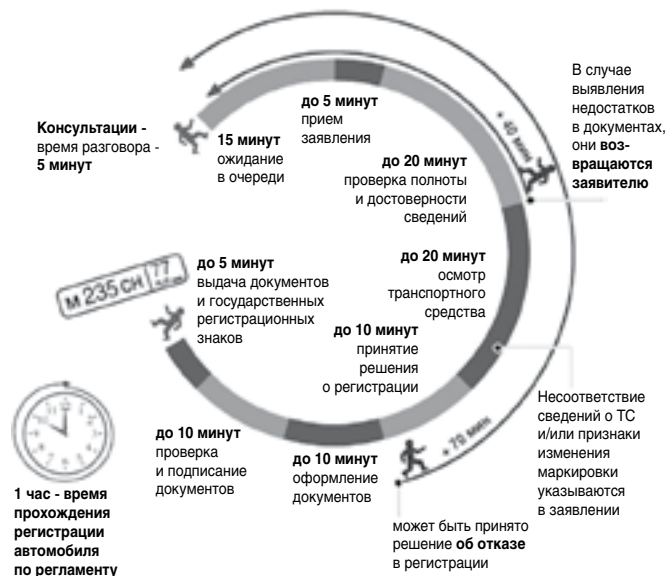 Консультации -
время разговора -
5 минут
15 минут
ожидание
в очереди
до 5 минут
прием
заявления
до 20 минут
проверка полноты
и достоверности
сведений
+ 40 мин
В случае
выявления
недостатков
в документах,
они воз-
вращаются
заявителю
до 20 минут
осмотр
транспортного
средства
Несоответствие
сведений о ТС
и/или признаки
изменения
маркировки
указываются
в заявлении
до 10 минут
принятие
решения
о регистрации
+ 70 мин
может быть принято
решение об отказе
в регистрации
до 10 минут
оформление
документов
до 10 минут
проверка
и подписание
документов
до 5 минут
выдача документов
и государственных
регистрационных
знаков
м 235 сн 77
1 час - время
прохождения
регистрации
автомобиля
по регламенту